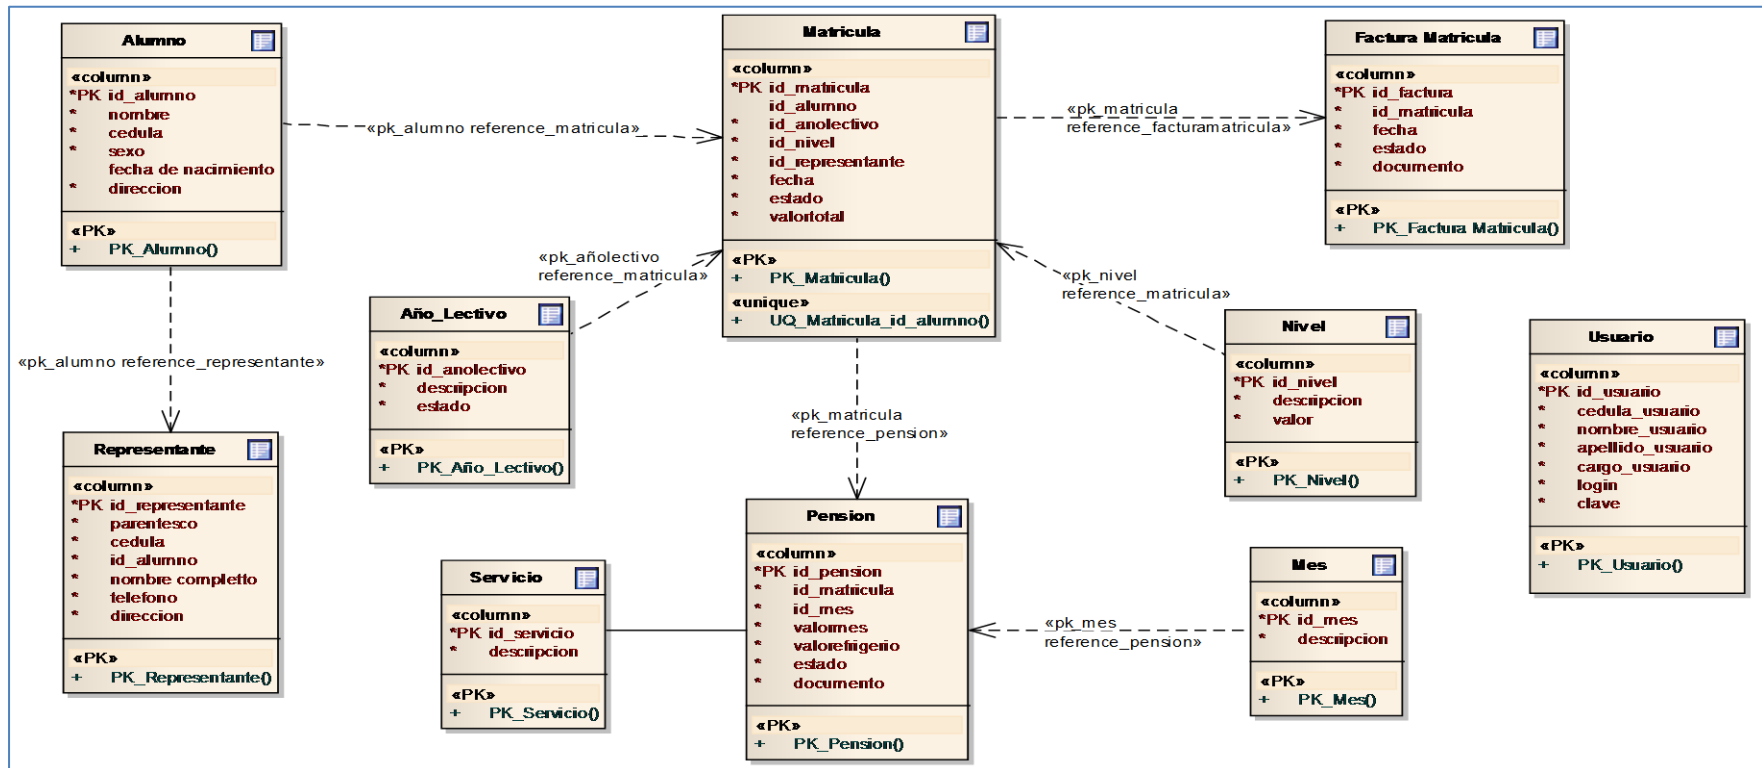 Alumno
«column»
*PK id_alumno
* nombre
* cedula
* sexo
fecha de nacimiento
* direccion
«PK»
+ PK_Alumno()
«pk_alumno reference_matricula»
Matricula
«column»
*PK id_matricula
id_alumno
* id_anolectivo
* id_nivel
* id_representante
* fecha
* estado
* valortotal
«PK»
+ PK_Matricula()
«unique»
+ UQ_Matricula_id_alumno()
«pk_matricula
reference_facturamatricula»
Factura Matricula
«column»
*PK id_factura
* id_matricula
* fecha
* estado
* documento
«PK»
+ PK_Factura Matricula()
«pk_añolectivo
reference_matricula»
«pk_nivel
reference_matricula»
«pk_alumno reference_representante»
Año_Lectivo
«column»
*PK id_anolectivo
* descripcion
* estado
«PK»
+ PK_Año_Lectivo()
«pk_matricula
reference_pension»
Nivel
«column»
*PK id_nivel
* descripcion
* valor
«PK»
+ PK_Nivel()
Usuario
«column»
*PK id_usuario
* cedula_usuario
* nombre_usuario
* apellido_usuario
* cargo_usuario
* login
* clave
«PK»
+ PK_Usuario()
Representante
«column»
*PK id_representante
* parentesco
* cedula
* id_alumno
* nombre completto
* telefono
* direccion
«PK»
+ PK_Representante()
Servicio
«column»
*PK id_servicio
* descripcion
«PK»
+ PK_Servicio()
Pension
«column»
*PK id_pension
* id_matricula
* id_mes
* valormes
* valorefrigerio
* estado
* documento
«PK»
+ PK_Pension()
«pk_mes
reference_pension»
Mes
«column»
*PK id_mes
* descripcion
«PK»
+ PK_Mes()